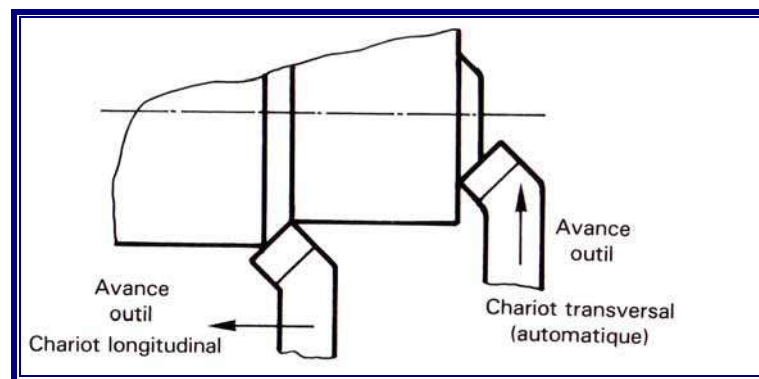 Avance
outil
Chariot longitudinal
Avance
outil
Chariot transversal
(automatique)